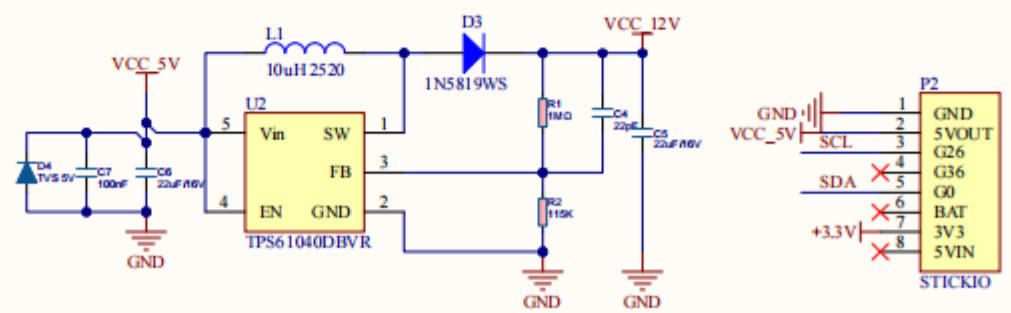 L1
10uH 2520
D3
1N5819WS
VCC_12V
VCC_5V
U2
5
Vin
SW
1
FB
3
4
EN
GND
2
TPS61040DBVR
D4
TVS 5V
C7
100nF
C6
22uF/16V
GND
R1
1MΩ
C4
22pF
C5
22uF/16V
R2
115K
GND
GND
P2
GND
1
GND
VCC_5V
2
5VOUT
SCL
3
G26
4
G36
SDA
5
G0
6
BAT
+3.3V
7
3V3
8
5VIN
STICKIO